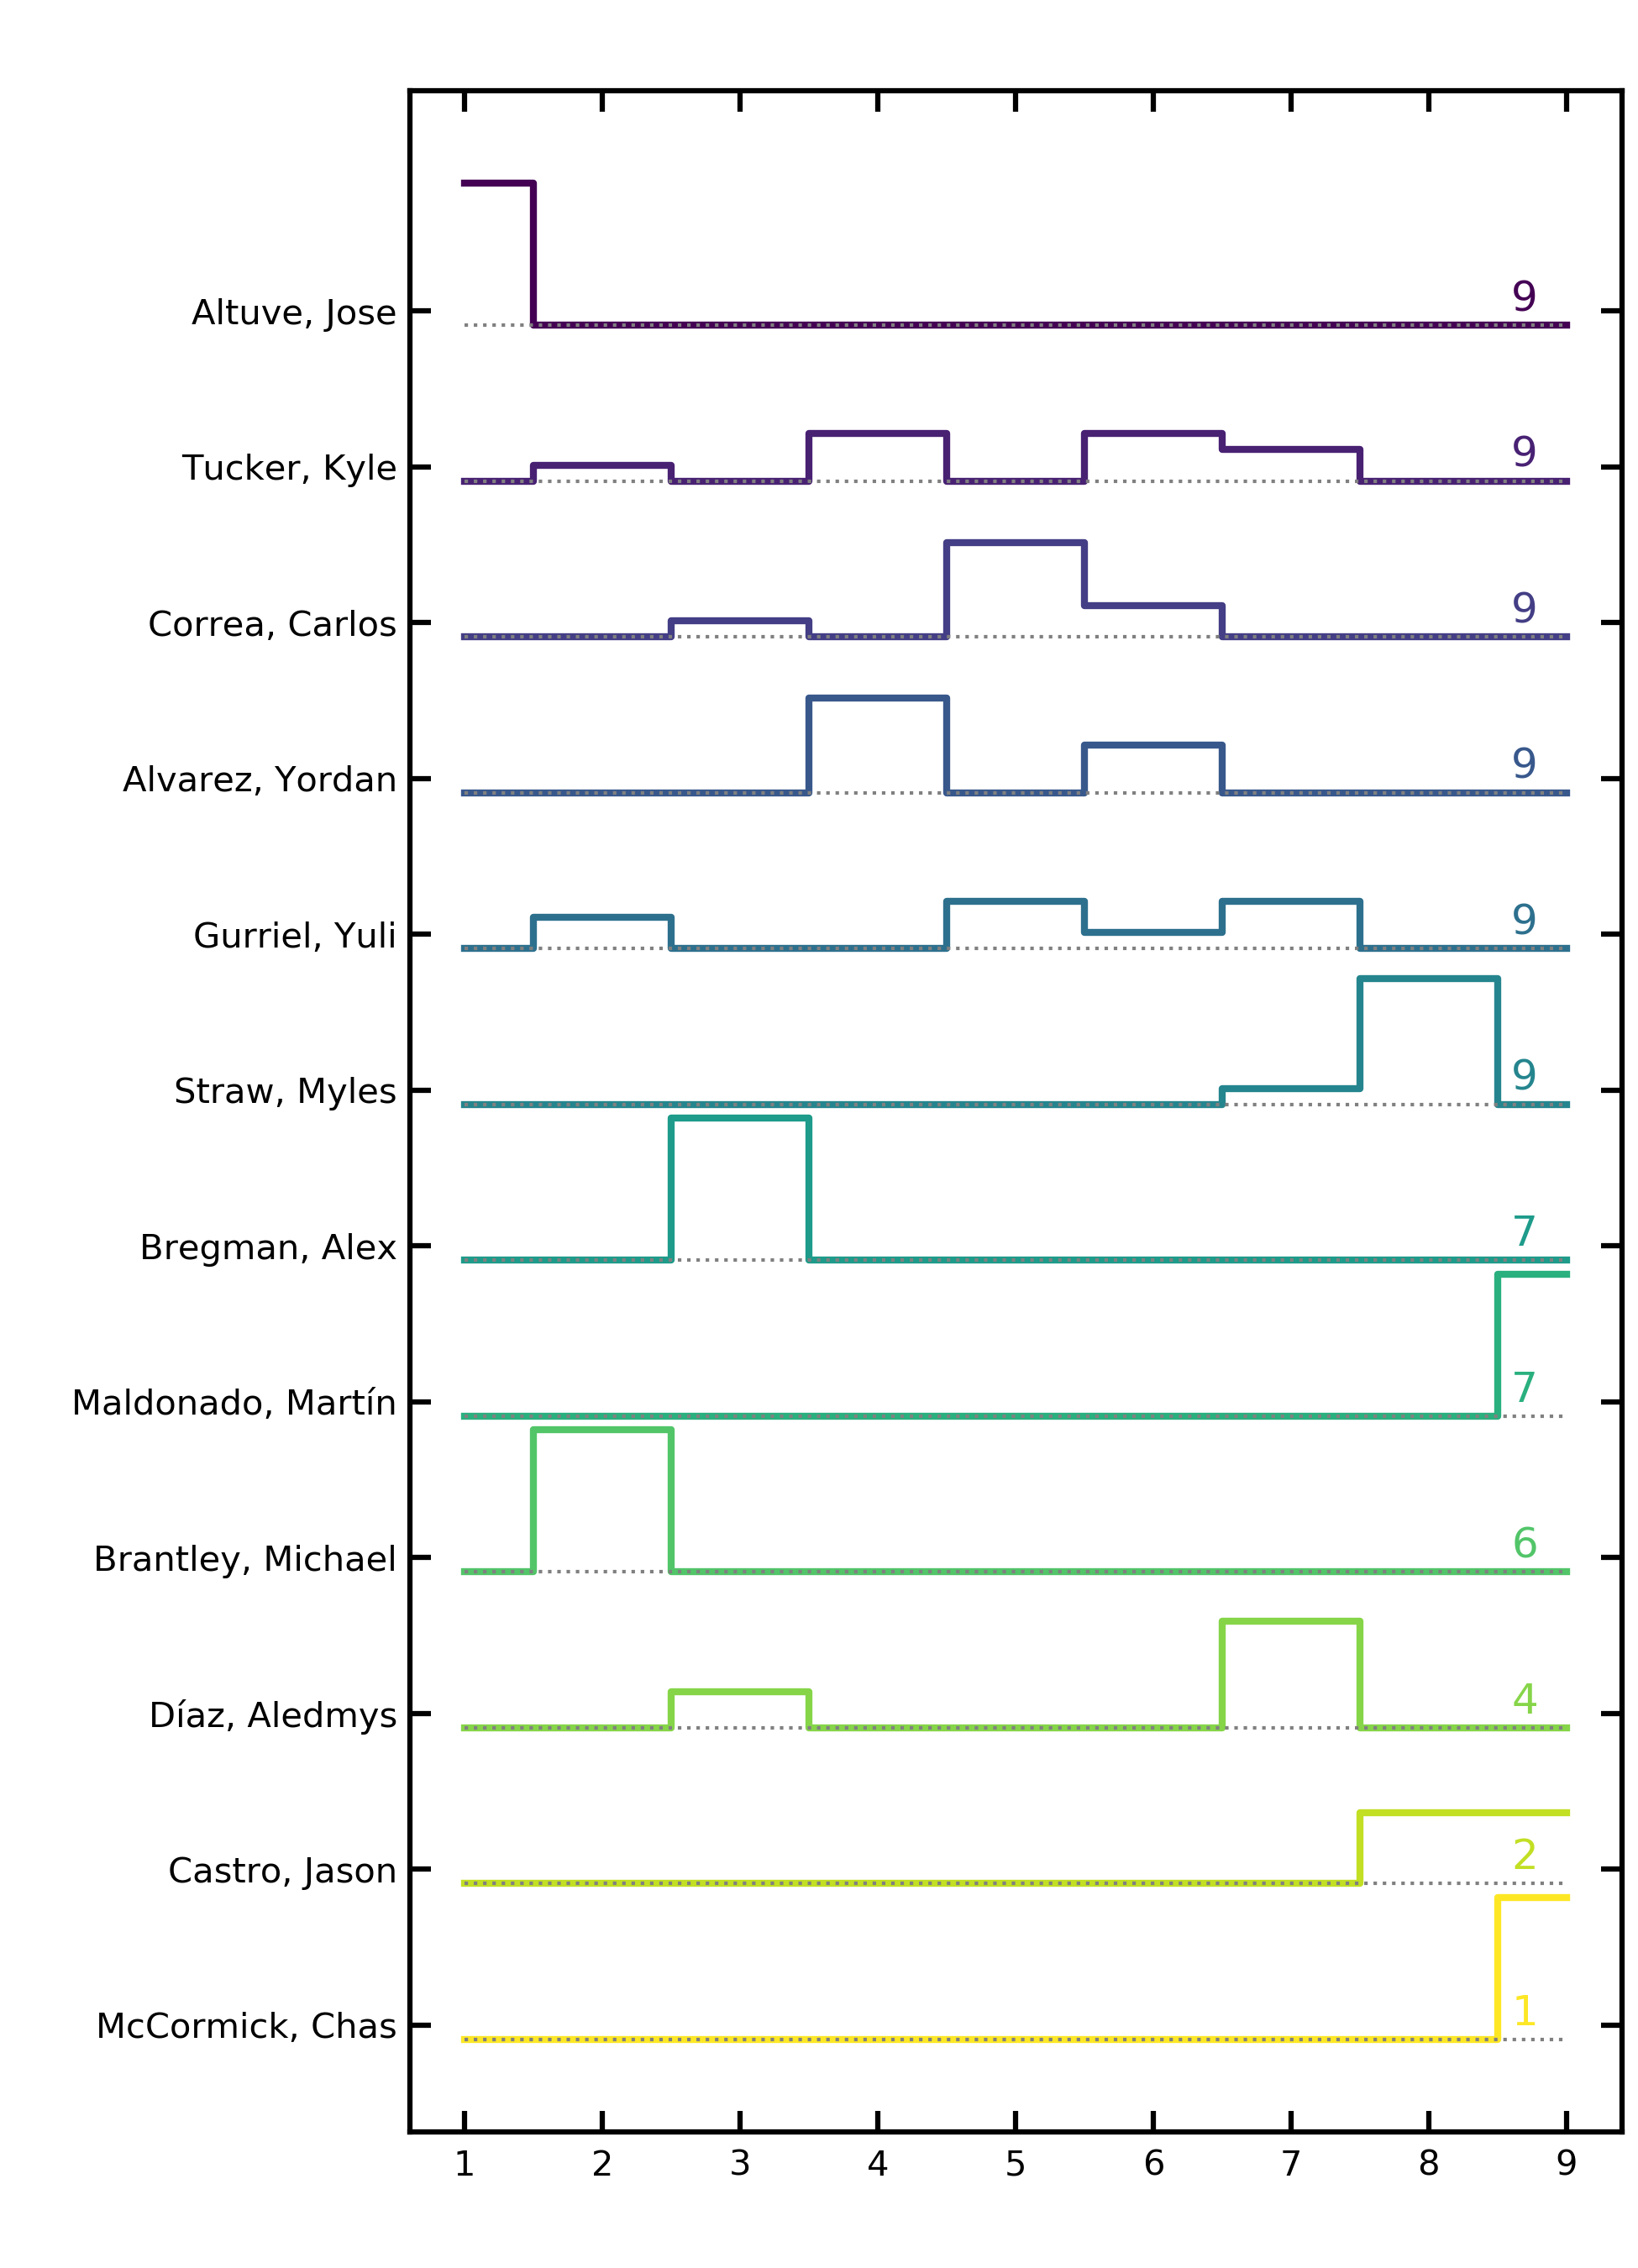 Altuve, Jose 9
Tucker, Kyle 9
Correa, Carlos 9
Alvarez, Yordan 9
Gurriel, Yuli 9
Straw, Myles 9
Bregman, Alex 7
Maldonado, Martín 7
Brantley, Michael 6
Díaz, Aledmys 4
Castro, Jason 2
McCormick, Chas 1
1 2 3 4 5 6 7 8 9